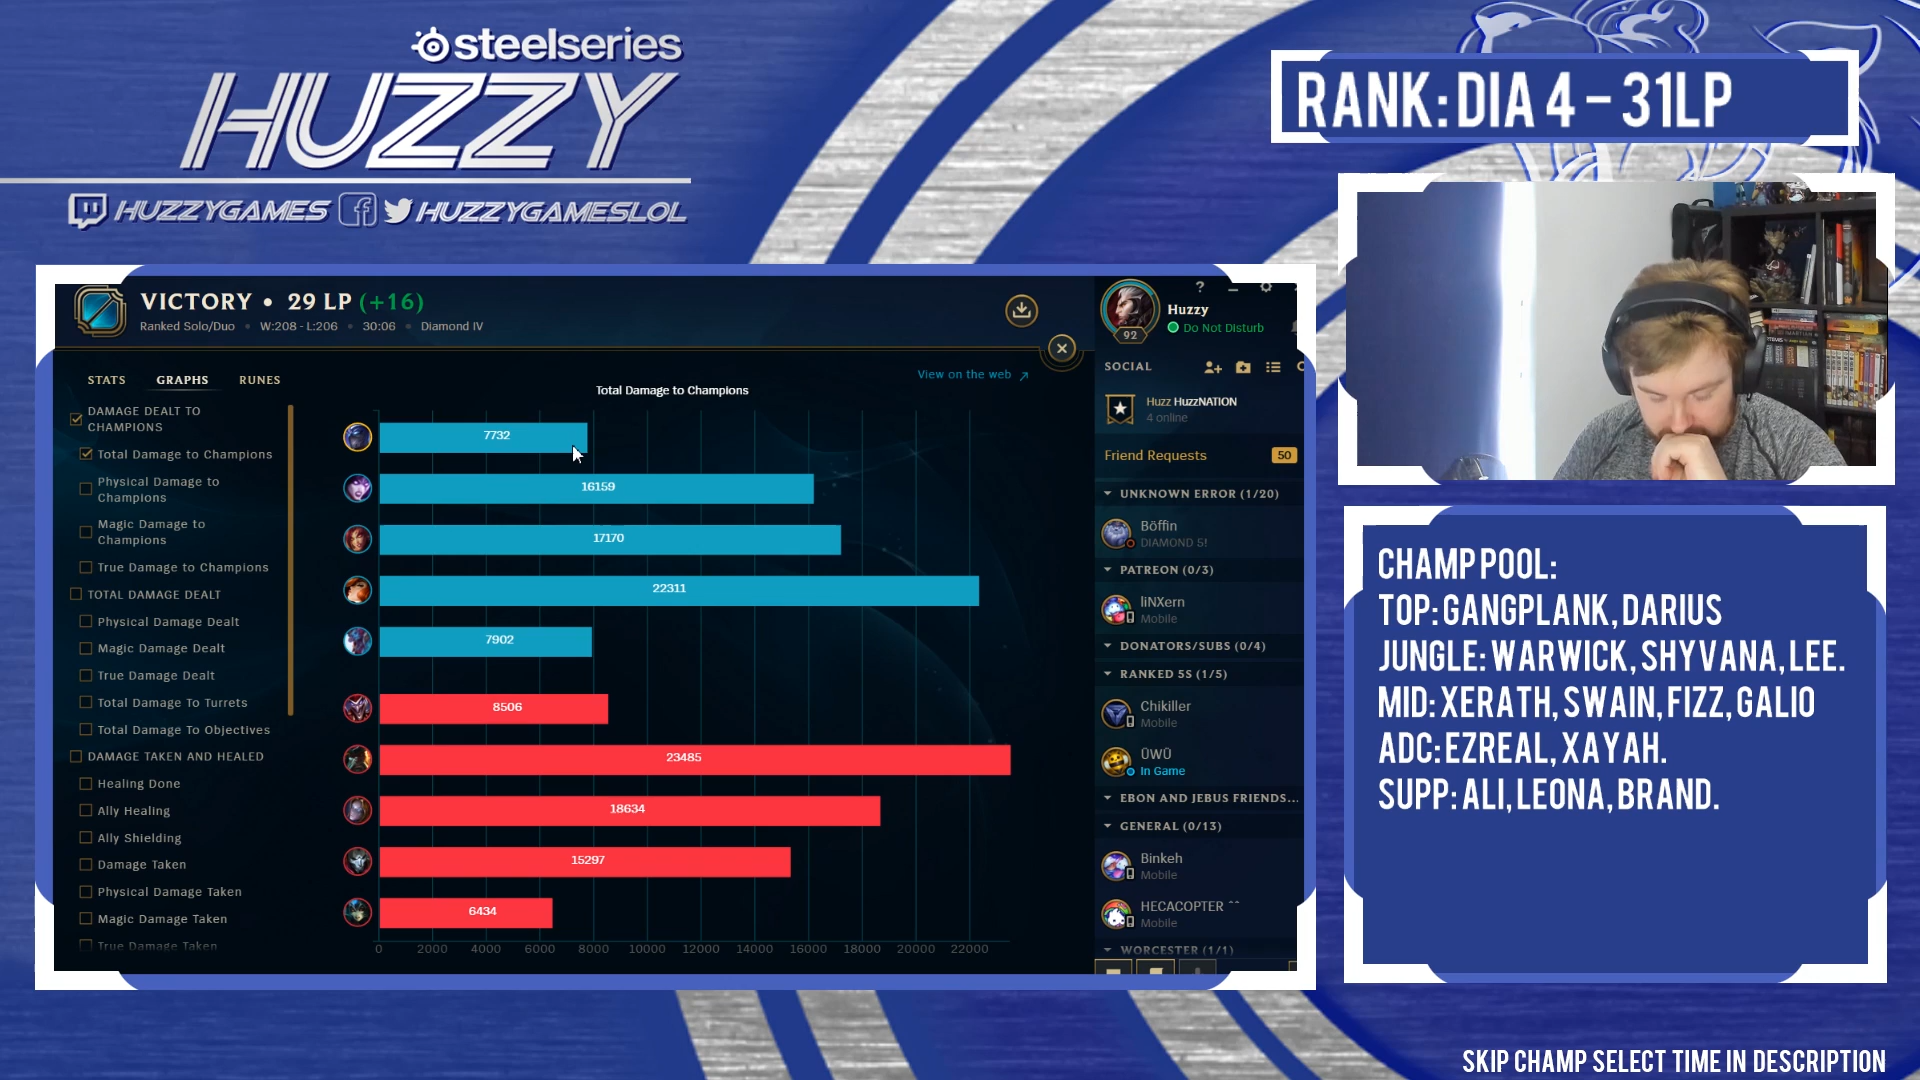 steelseries
HUZZY
HUZZYGAMES HUZZYGAMESLOL
RANK: DIA 4 - 31LP
VICTORY • 29 LP (+16)
Ranked Solo/Duo • W:208 - L:206 • 30:06 • Diamond IV
STATS GRAPHS RUNES
View on the web
Total Damage to Champions
DAMAGE DEALT TO
CHAMPIONS
Total Damage to Champions
Physical Damage to
Champions
Magic Damage to
Champions
True Damage to Champions
TOTAL DAMAGE DEALT
Physical Damage Dealt
Magic Damage Dealt
True Damage Dealt
Total Damage To Turrets
Total Damage To Objectives
DAMAGE TAKEN AND HEALED
Healing Done
Ally Healing
Ally Shielding
Damage Taken
Physical Damage Taken
Magic Damage Taken
True Damage Taken
7732
16159
17170
22311
7902
8506
23485
18634
15297
6434
0 2000 4000 6000 8000 10000 12000 14000 16000 18000 20000 22000
?
Huzzy
Do Not Disturb
92
SOCIAL
Huzz HuzzNATION
4 online
Friend Requests 50
UNKNOWN ERROR (1/20)
Böffin
DIAMOND 5!
PATREON (0/3)
liNXern
Mobile
DONATORS/SUBS (0/4)
RANKED 5S (1/5)
Chikiller
Mobile
ÛWÛ
In Game
EBON AND JEBUS FRIENDS...
GENERAL (0/13)
Binkeh
Mobile
HECACOPTER ^^
Mobile
WORCESTER (1/1)
CHAMP POOL:
TOP: GANGPLANK, DARIUS
JUNGLE: WARWICK, SHYVANA, LEE.
MID: XERATH, SWAIN, FIZZ, GALIO
ADC: EZREAL, XAYAH.
SUPP: ALI, LEONA, BRAND.
SKIP CHAMP SELECT TIME IN DESCRIPTION